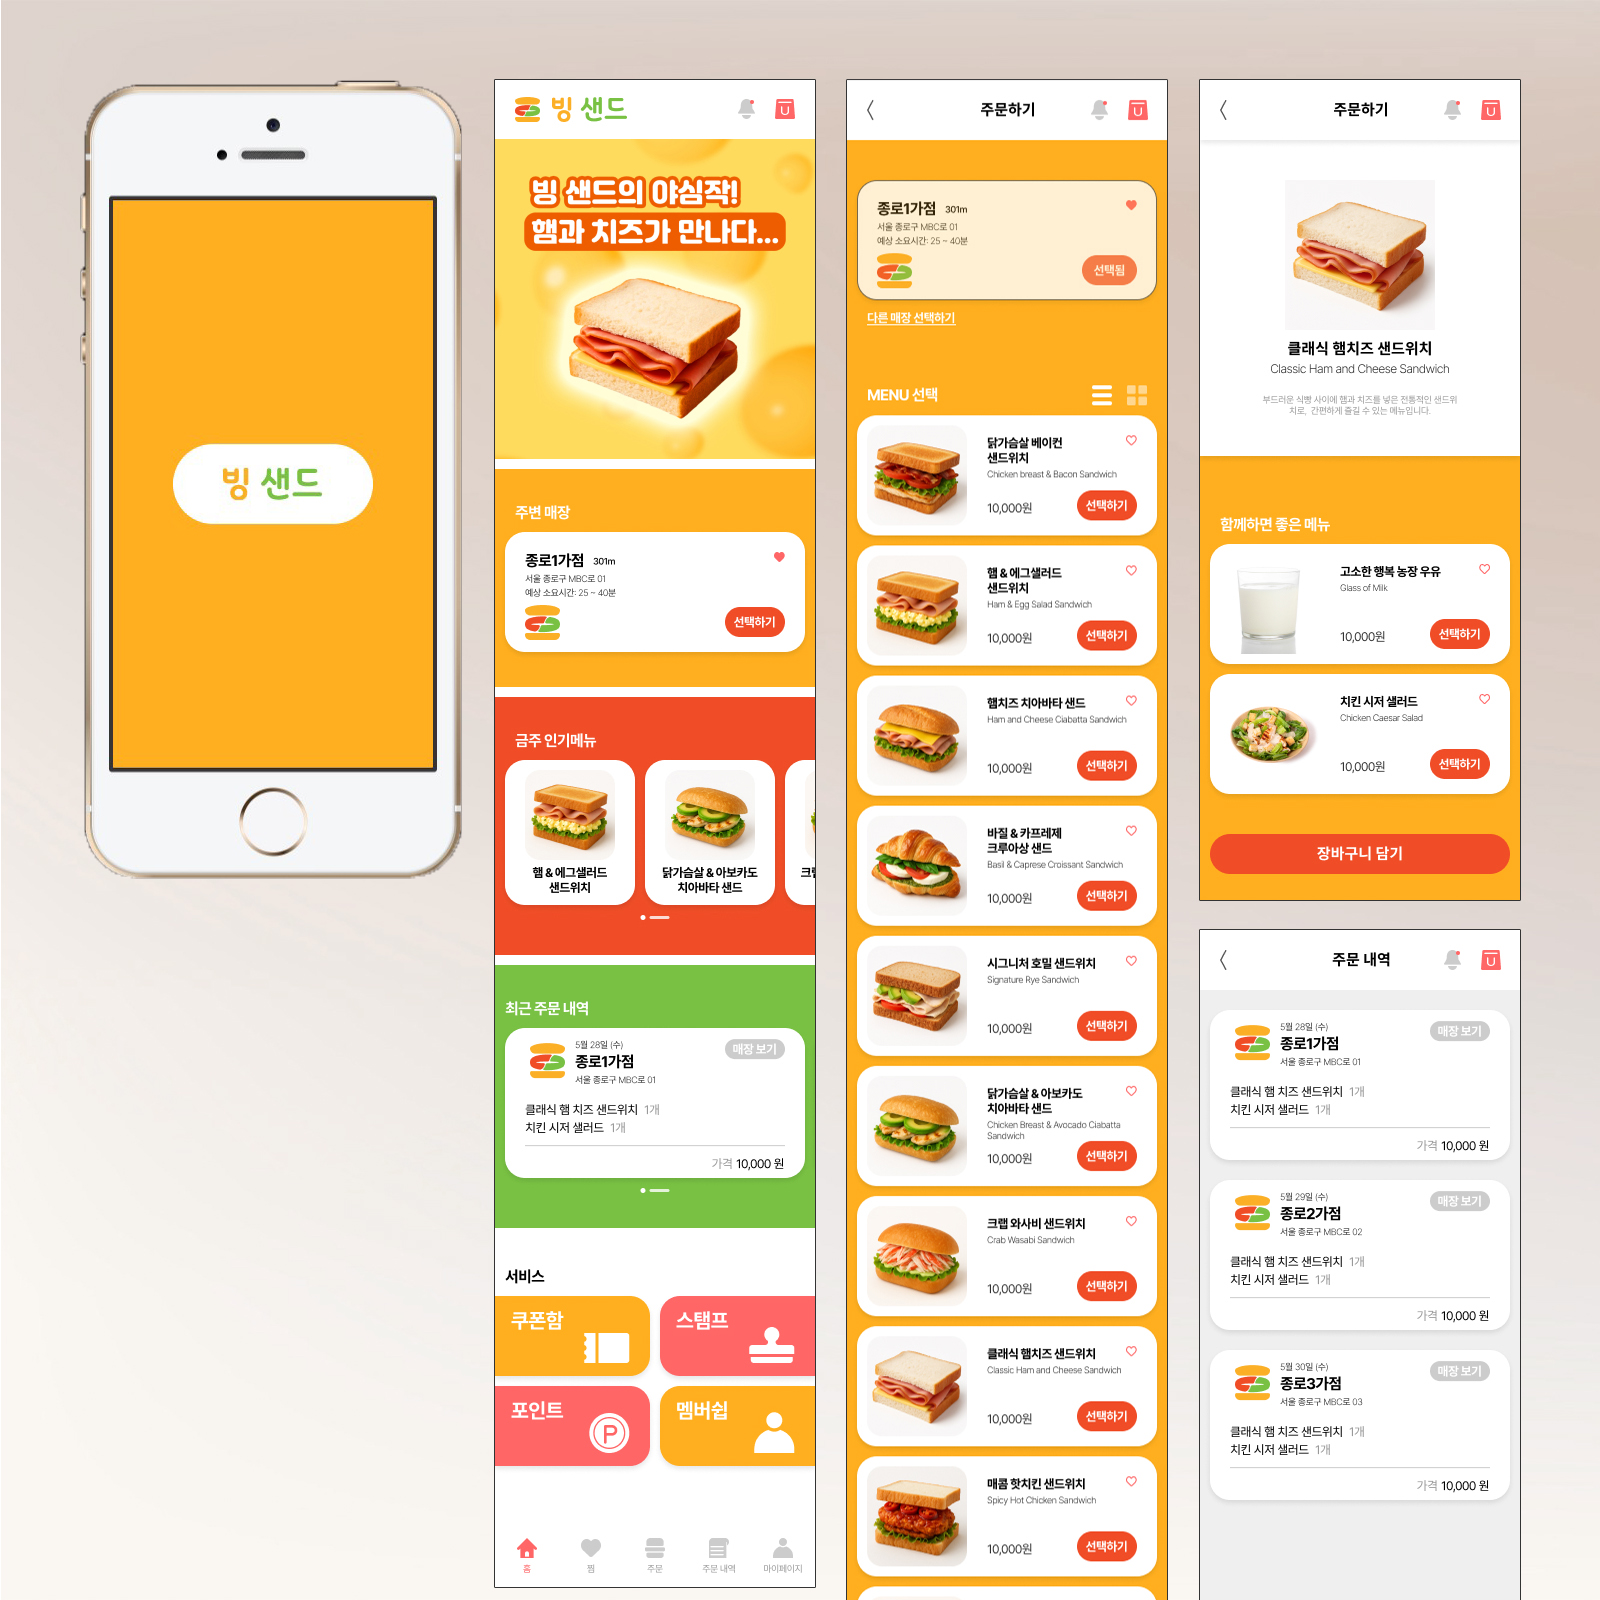 빙 샌드
빙 샌드
빙 샌드의 야심작!
햄과 치즈가 만나다...
주변 매장
종로1가점 301m
서울 종로구 MBC로 01
예상 소요시간: 25 ~ 40분
선택하기
금주 인기메뉴
햄 & 에그샐러드
샌드위치
닭가슴살 & 아보카도
치아바타 샌드
최근 주문 내역
5월 28일 (수)
종로1가점
서울 종로구 MBC로 01
매장 보기
클래식 햄 치즈 샌드위치 1개
치킨 시저 샐러드 1개
가격 10,000 원
서비스
쿠폰함
스탬프
포인트
P
멤버쉽
홈
찜
주문
주문 내역
마이페이지
주문하기
종로1가점 301m
서울 종로구 MBC로 01
예상 소요시간: 25 ~ 40분
선택됨
다른 매장 선택하기
MENU 선택
닭가슴살 베이컨
샌드위치
Chicken breast & Bacon Sandwich
10,000원
선택하기
햄 & 에그샐러드
샌드위치
Ham & Egg Salad Sandwich
10,000원
선택하기
햄치즈 치아바타 샌드
Ham and Cheese Ciabatta Sandwich
10,000원
선택하기
바질 & 카프레제
크루아상 샌드
Basil & Caprese Croissant Sandwich
10,000원
선택하기
시그니처 호밀 샌드위치
Signature Rye Sandwich
10,000원
선택하기
닭가슴살 & 아보카도
치아바타 샌드
Chicken Breast & Avocado Ciabatta
Sandwich
10,000원
선택하기
크랩 와사비 샌드위치
Crab Wasabi Sandwich
10,000원
선택하기
클래식 햄치즈 샌드위치
Classic Ham and Cheese Sandwich
10,000원
선택하기
매콤 핫치킨 샌드위치
Spicy Hot Chicken Sandwich
10,000원
선택하기
주문하기
클래식 햄치즈 샌드위치
Classic Ham and Cheese Sandwich
부드러운 식빵 사이에 햄과 치즈를 넣은 전통적인 샌드위
치로, 간편하게 즐길 수 있는 메뉴입니다.
함께하면 좋은 메뉴
고소한 행복 농장 우유
Glass of Milk
10,000원
선택하기
치킨 시저 샐러드
Chicken Caesar Salad
10,000원
선택하기
장바구니 담기
주문 내역
5월 28일 (수)
종로1가점
서울 종로구 MBC로 01
매장 보기
클래식 햄 치즈 샌드위치 1개
치킨 시저 샐러드 1개
가격 10,000 원
5월 29일 (수)
종로2가점
서울 종로구 MBC로 02
매장 보기
클래식 햄 치즈 샌드위치 1개
치킨 시저 샐러드 1개
가격 10,000 원
5월 30일 (수)
종로3가점
서울 종로구 MBC로 03
매장 보기
클래식 햄 치즈 샌드위치 1개
치킨 시저 샐러드 1개
가격 10,000 원